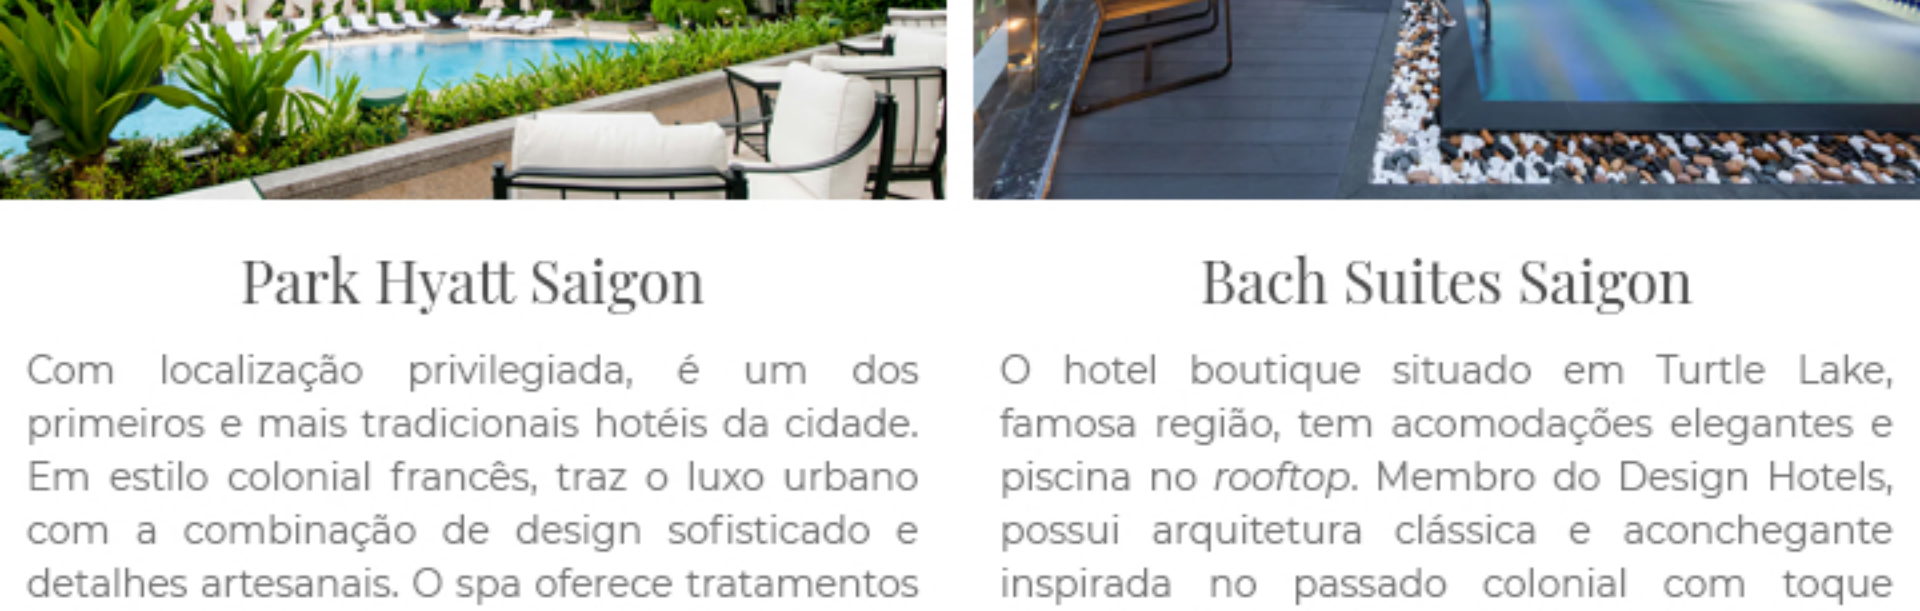 Park Hyatt Saigon
Com localização privilegiada, é um dos
primeiros e mais tradicionais hotéis da cidade.
Em estilo colonial francês, traz o luxo urbano
com a combinação de design sofisticado e
detalhes artesanais. O spa oferece tratamentos
Bach Suites Saigon
O hotel boutique situado em Turtle Lake,
famosa região, tem acomodações elegantes e
piscina no rooftop. Membro do Design Hotels,
possui arquitetura clássica e aconchegante
inspirada no passado colonial com toque